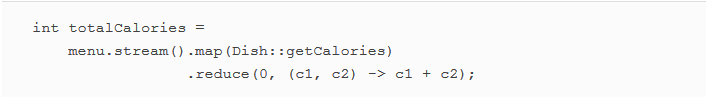 int totalCalories =
    menu.stream().map(Dish::getCalories)
                 .reduce(0, (c1, c2) -> c1 + c2);